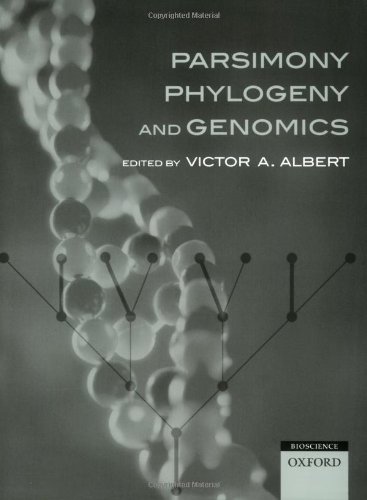 PARSIMONY
PHYLOGENY
AND GENOMICS
EDITED BY VICTOR A. ALBERT
BIOSCIENCE
OXFORD